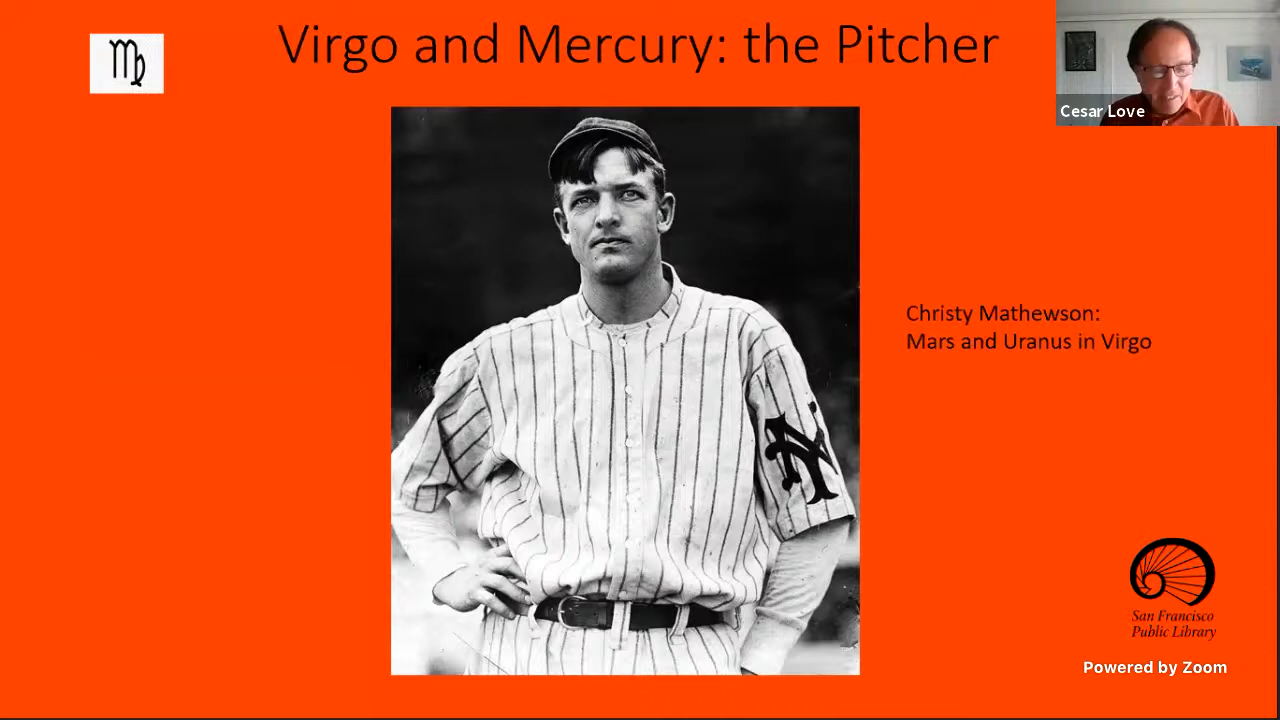 Virgo and Mercury: the Pitcher
Cesar Love
Christy Mathewson:
Mars and Uranus in Virgo
NY
San Francisco
Public Library
Powered by Zoom